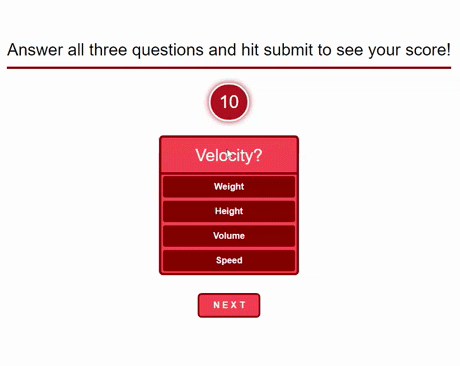 Answer all three questions and hit submit to see your score!
10
Velocity?
Weight
Height
Volume
Speed
NEXT